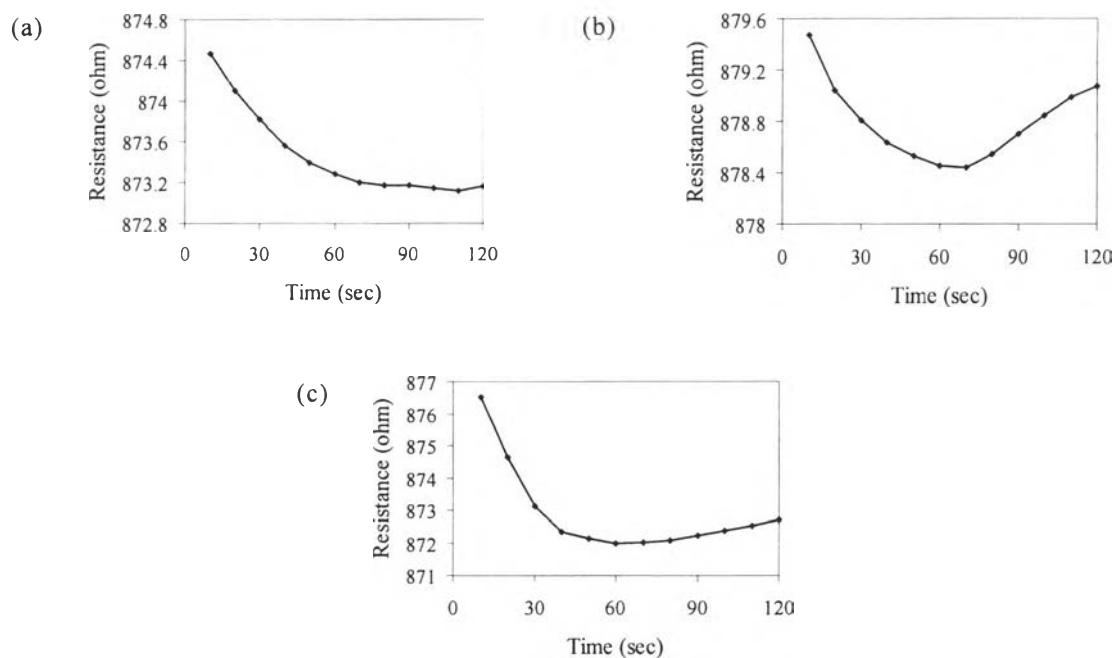 (a)
874.8
874.4
874
873.6
873.2
872.8
Resistance (ohm)
0 30 60 90 120
Time (sec)
(b)
879.6
879.2
878.8
878.4
878
Resistance (ohm)
0 30 60 90 120
Time (sec)
(c)
877
876
875
874
873
872
871
Resistance (ohm)
0 30 60 90 120
Time (sec)